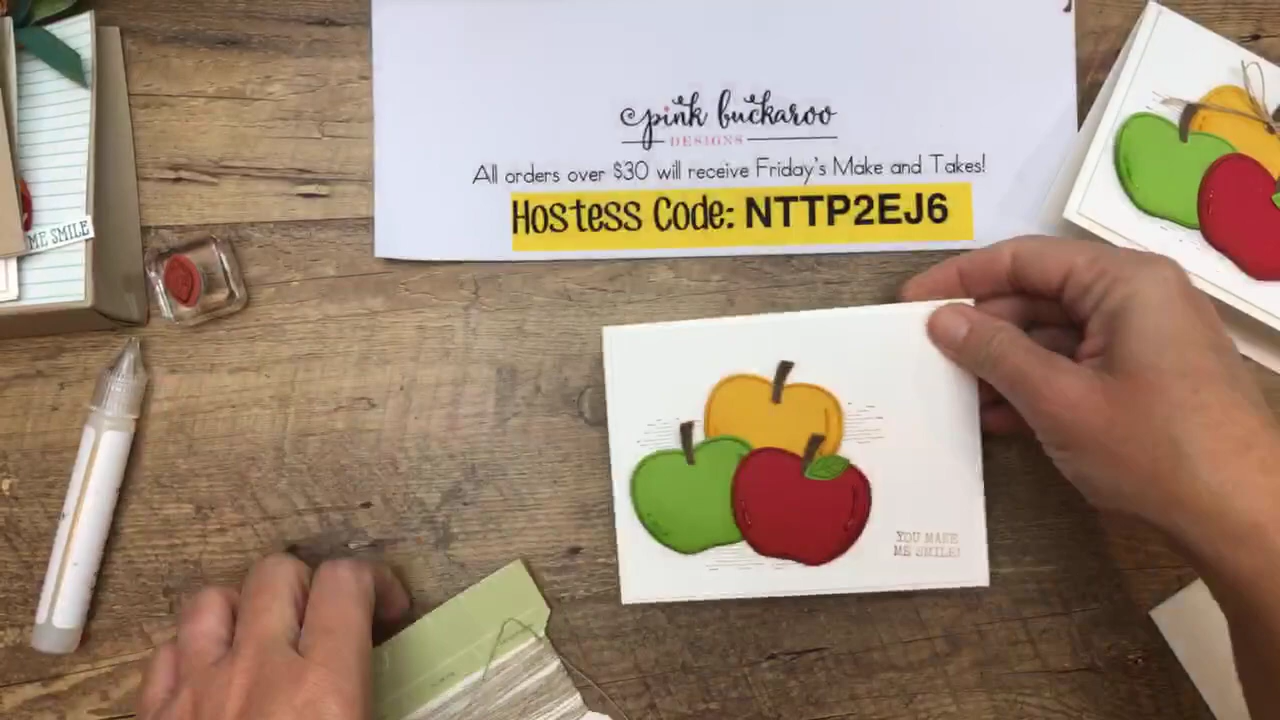 pink buckaroo
DESIGNS
All orders over $30 will receive Friday's Make and Takes!
Hostess Code: NTTP2EJ6
ME SMILE
YOU MAKE
ME SMILE!